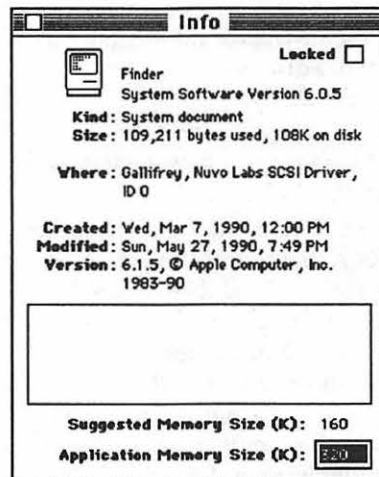 Info
Locked
Finder
System Software Version 6.0.5
Kind: System document
Size: 109,211 bytes used, 108K on disk
Where: Gallifrey, Nuvo Labs SCSI Driver,
ID 0
Created: Wed, Mar 7, 1990, 12:00 PM
Modified: Sun, May 27, 1990, 7:49 PM
Version: 6.1.5, © Apple Computer, Inc.
1983-90
Suggested Memory Size (K): 160
Application Memory Size (K): 320